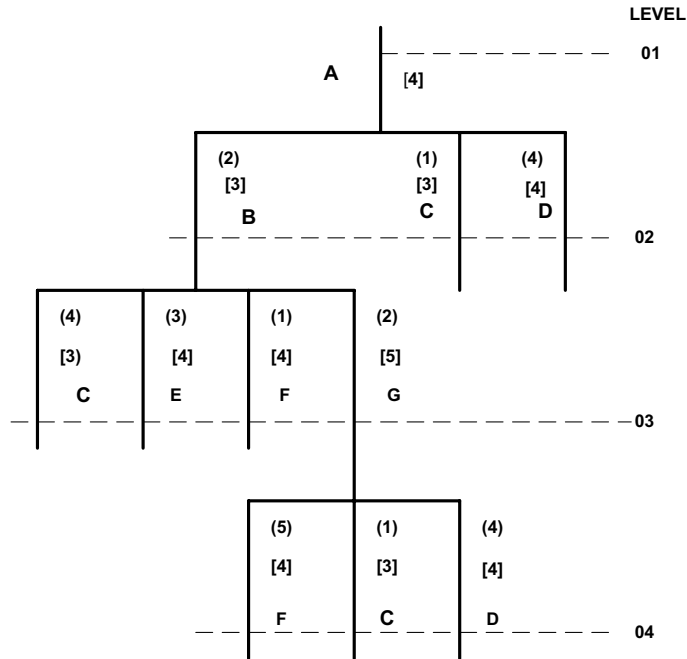 LEVEL
01
A [4]
(2) (1) (4)
[3] [3] [4]
B C D
02
(4) (3) (1) (2)
[3) [4] [4] [5]
C E F G
03
(5) (1) (4)
[4] [3] [4]
F C D
04